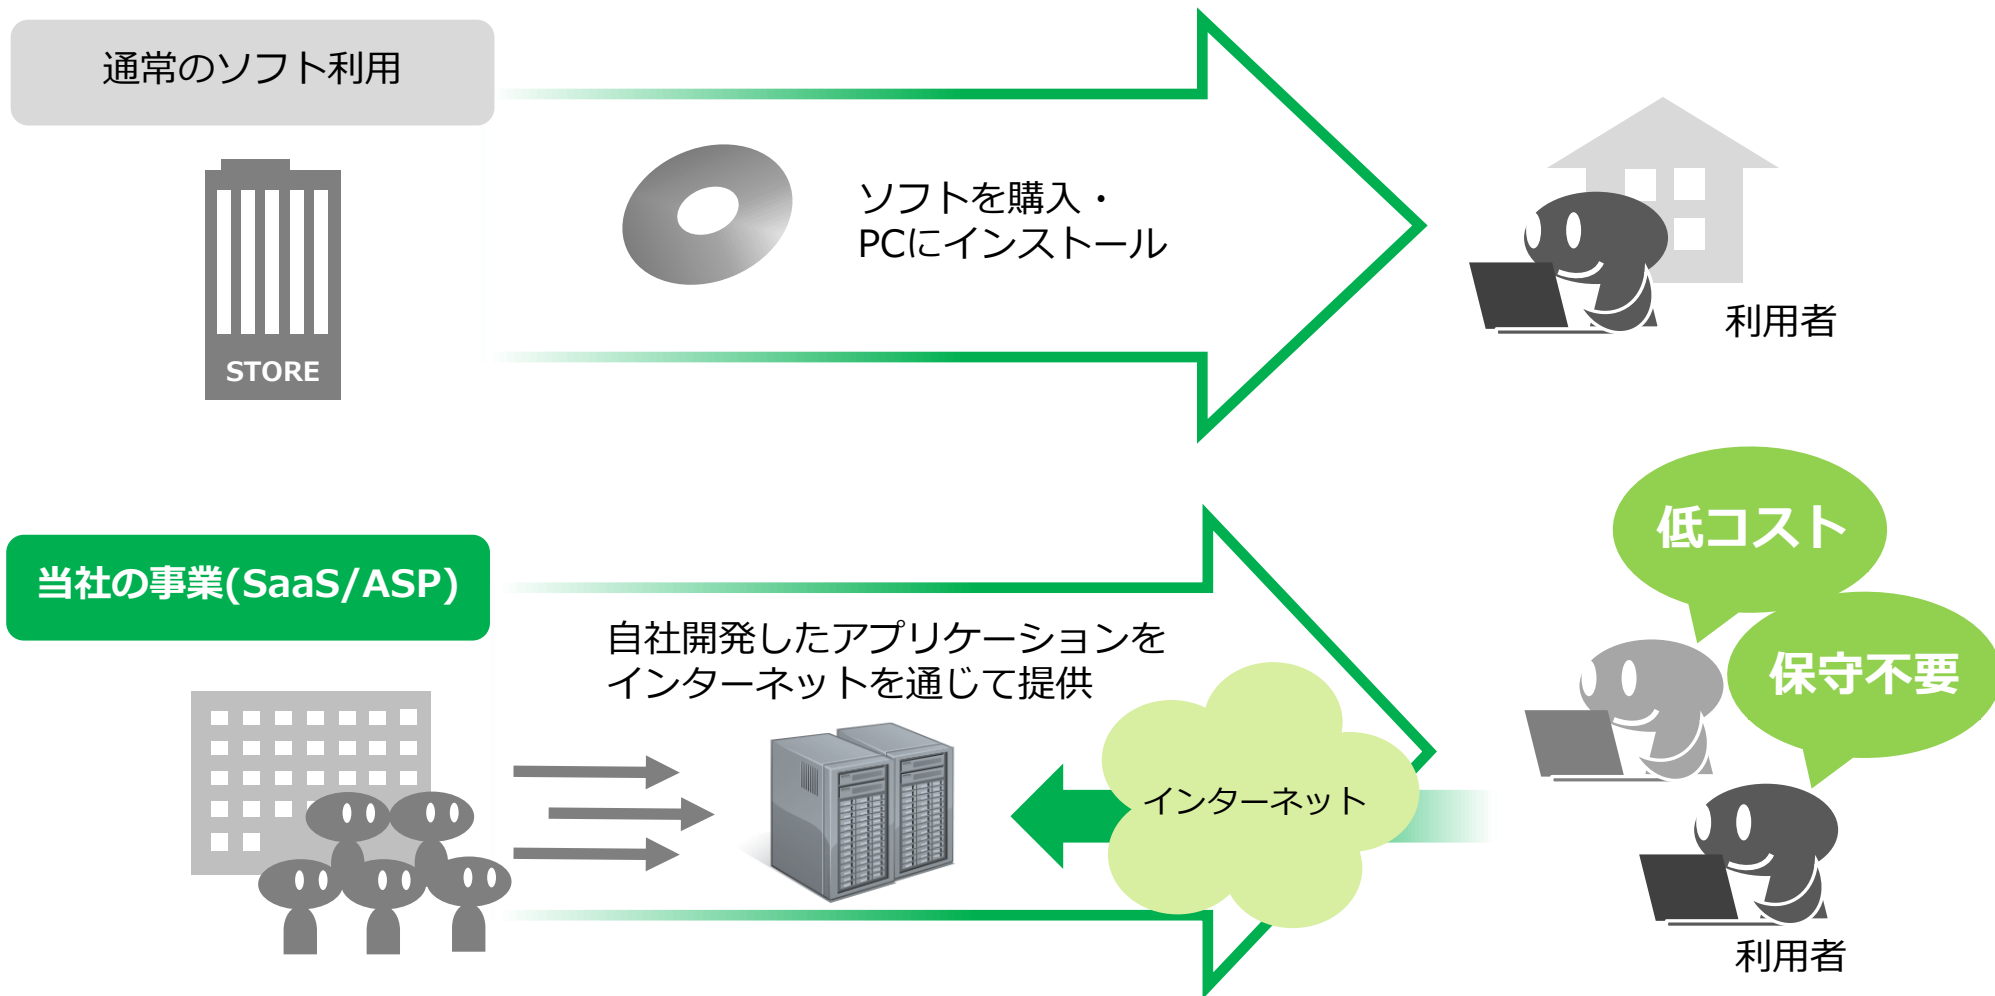 通常のソフト利用
STORE
ソフトを購入・
PCにインストール
利用者
当社の事業(SaaS/ASP)
自社開発したアプリケーションを
インターネットを通じて提供
インターネット
低コスト
保守不要
利用者